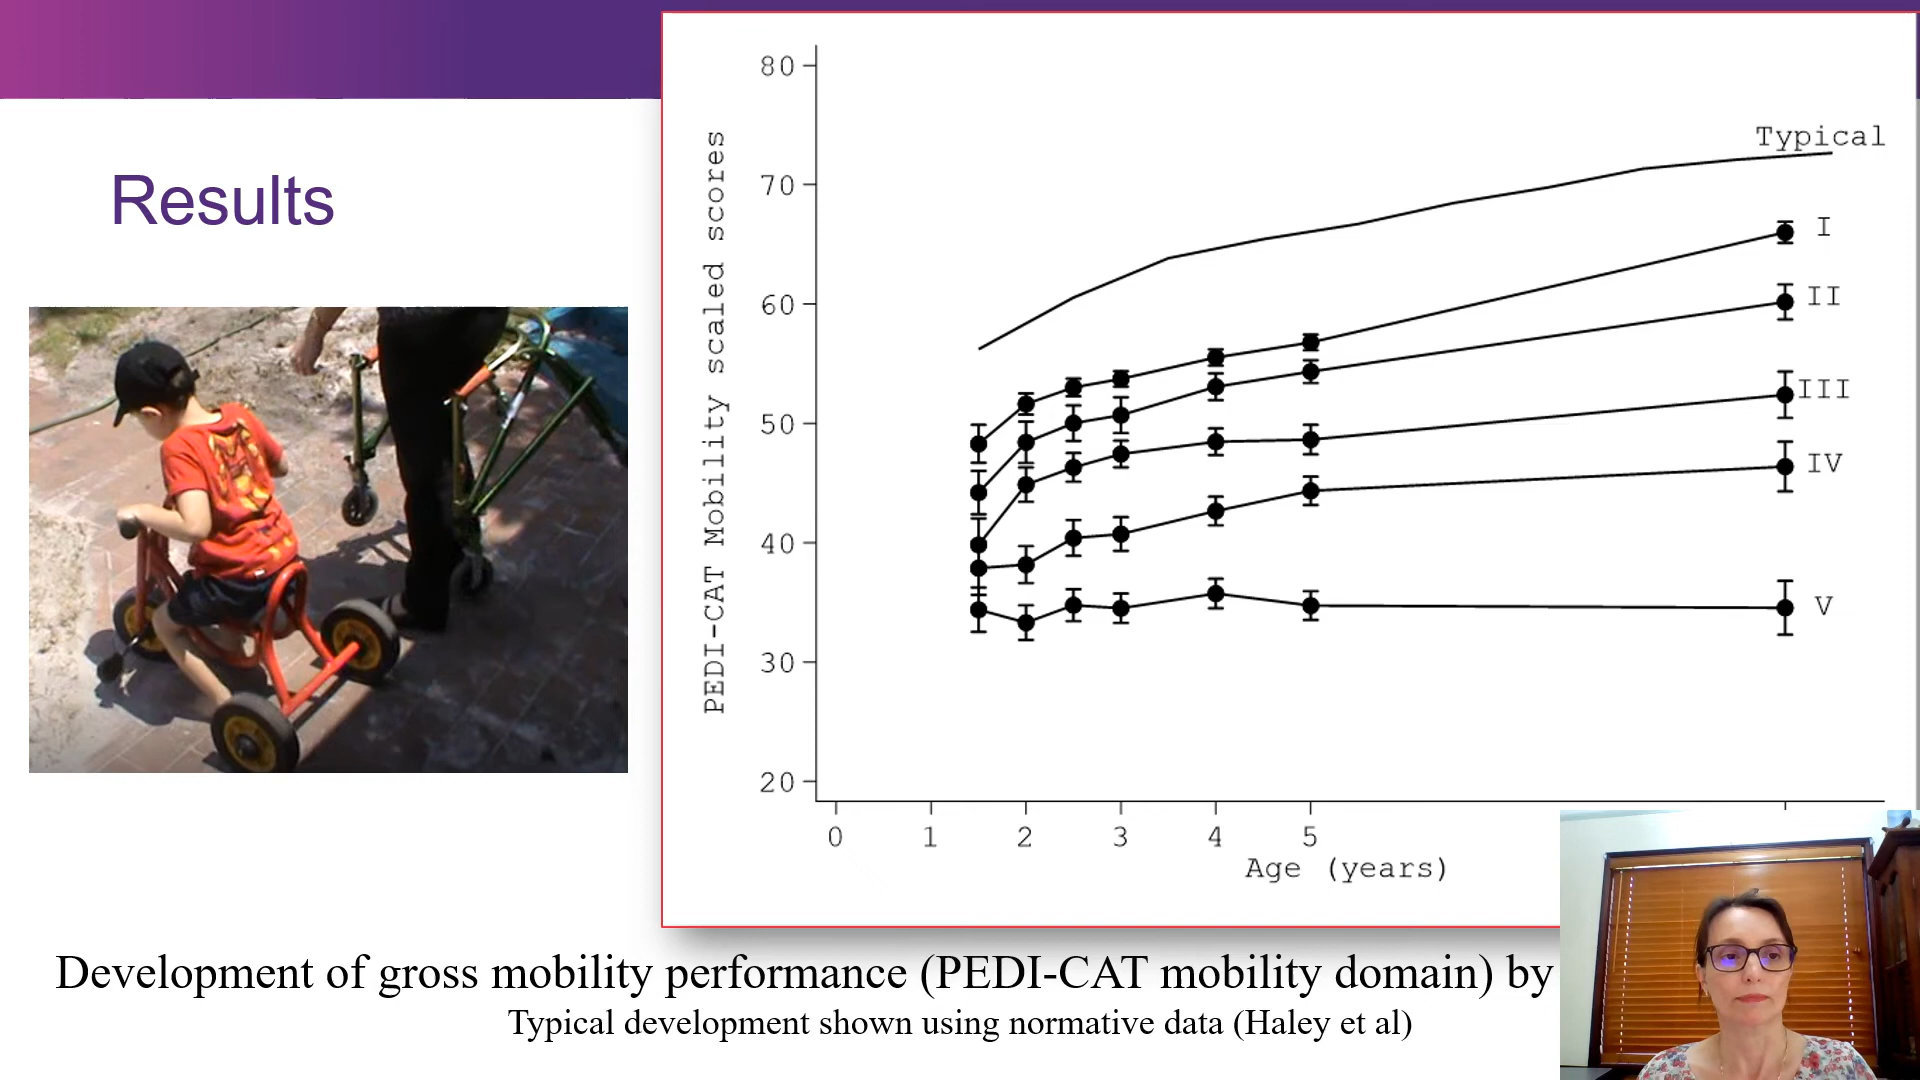 Results
PEDI-CAT Mobility scaled scores
80
70
60
50
40
30
20
Typical
I
II
III
IV
V
0 1 2 3 4 5
Age (years)
Development of gross mobility performance (PEDI-CAT mobility domain) by
Typical development shown using normative data (Haley et al)